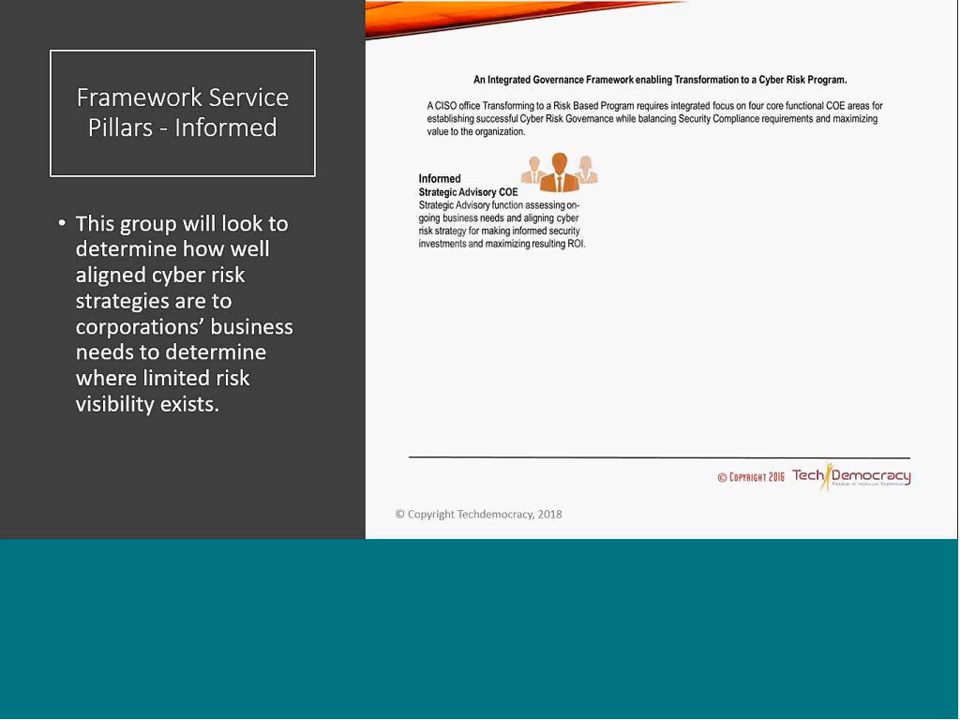 Framework Service
Pillars - Informed
• This group will look to
determine how well
aligned cyber risk
strategies are to
corporations’ business
needs to determine
where limited risk
visibility exists.
An Integrated Governance Framework enabling Transformation to a Cyber Risk Program.
A CISO office Transforming to a Risk Based Program requires integrated focus on four core functional COE areas for
establishing successful Cyber Risk Governance while balancing Security Compliance requirements and maximizing
value to the organization.
Informed
Strategic Advisory COE
Strategic Advisory function assessing on-
going business needs and aligning cyber
risk strategy for making informed security
investments and maximizing resulting ROI.
© Copyright 2016 TechDemocracy
© Copyright Techdemocracy, 2018